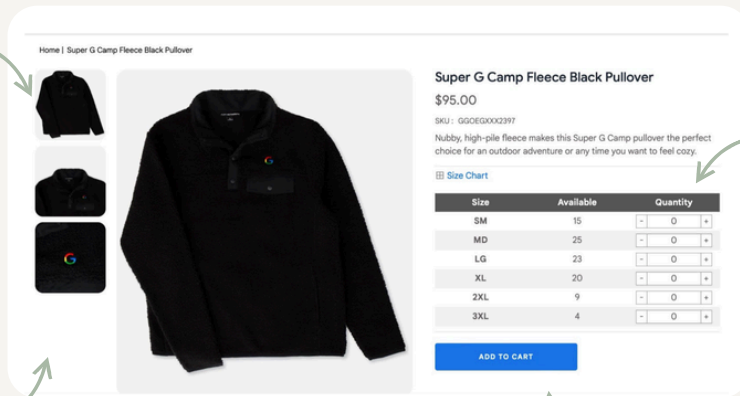 Home | Super G Camp Fleece Black Pullover
Super G Camp Fleece Black Pullover
$95.00
SKU : GGOEGXXX2397
Nubby, high-pile fleece makes this Super G Camp pullover the perfect
choice for an outdoor adventure or any time you want to feel cozy.
Size Chart
Size Available Quantity
SM 15 - 0 +
MD 25 - 0 +
LG 23 - 0 +
XL 20 - 0 +
2XL 9 - 0 +
3XL 4 - 0 +
ADD TO CART